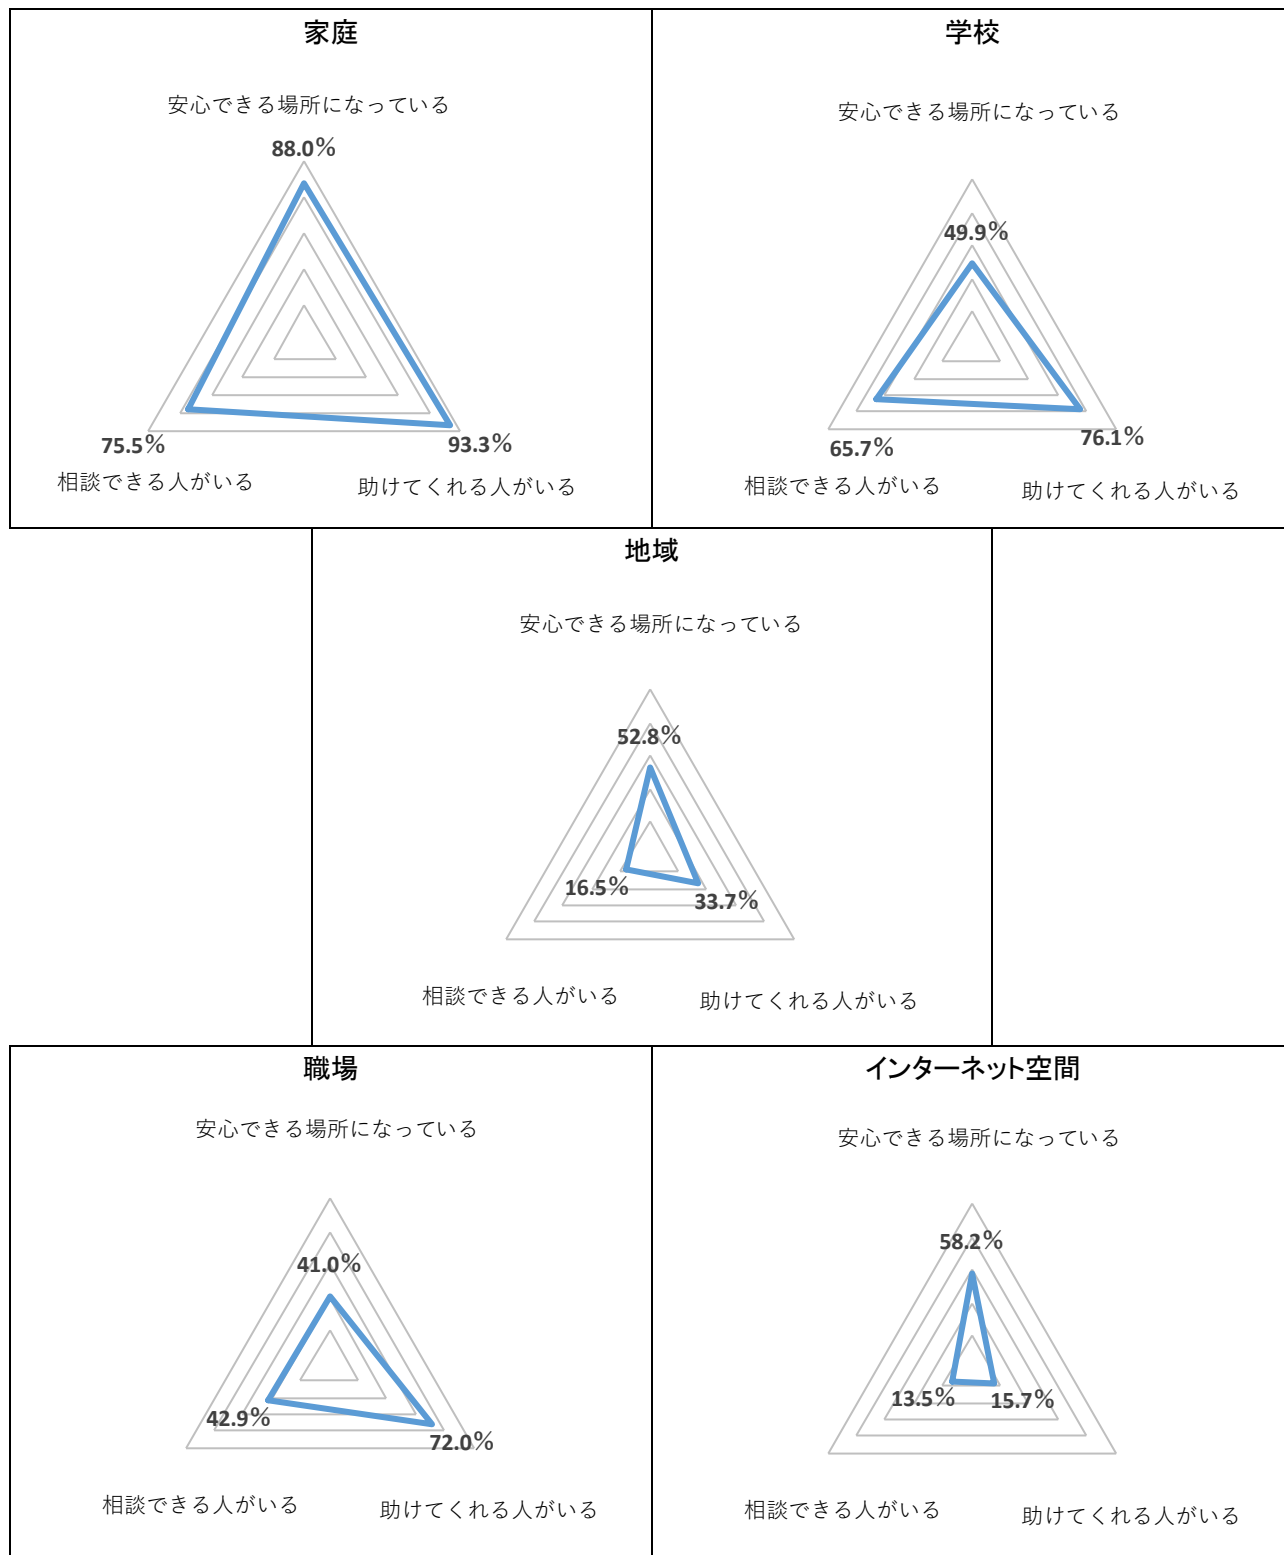 家庭
安心できる場所になっている
88.0%
75.5%
93.3%
相談できる人がいる
助けてくれる人がいる
学校
安心できる場所になっている
49.9%
65.7%
76.1%
相談できる人がいる
助けてくれる人がいる
地域
安心できる場所になっている
52.8%
16.5%
33.7%
相談できる人がいる
助けてくれる人がいる
職場
安心できる場所になっている
41.0%
42.9%
72.0%
相談できる人がいる
助けてくれる人がいる
インターネット空間
安心できる場所になっている
58.2%
13.5%
15.7%
相談できる人がいる
助けてくれる人がいる